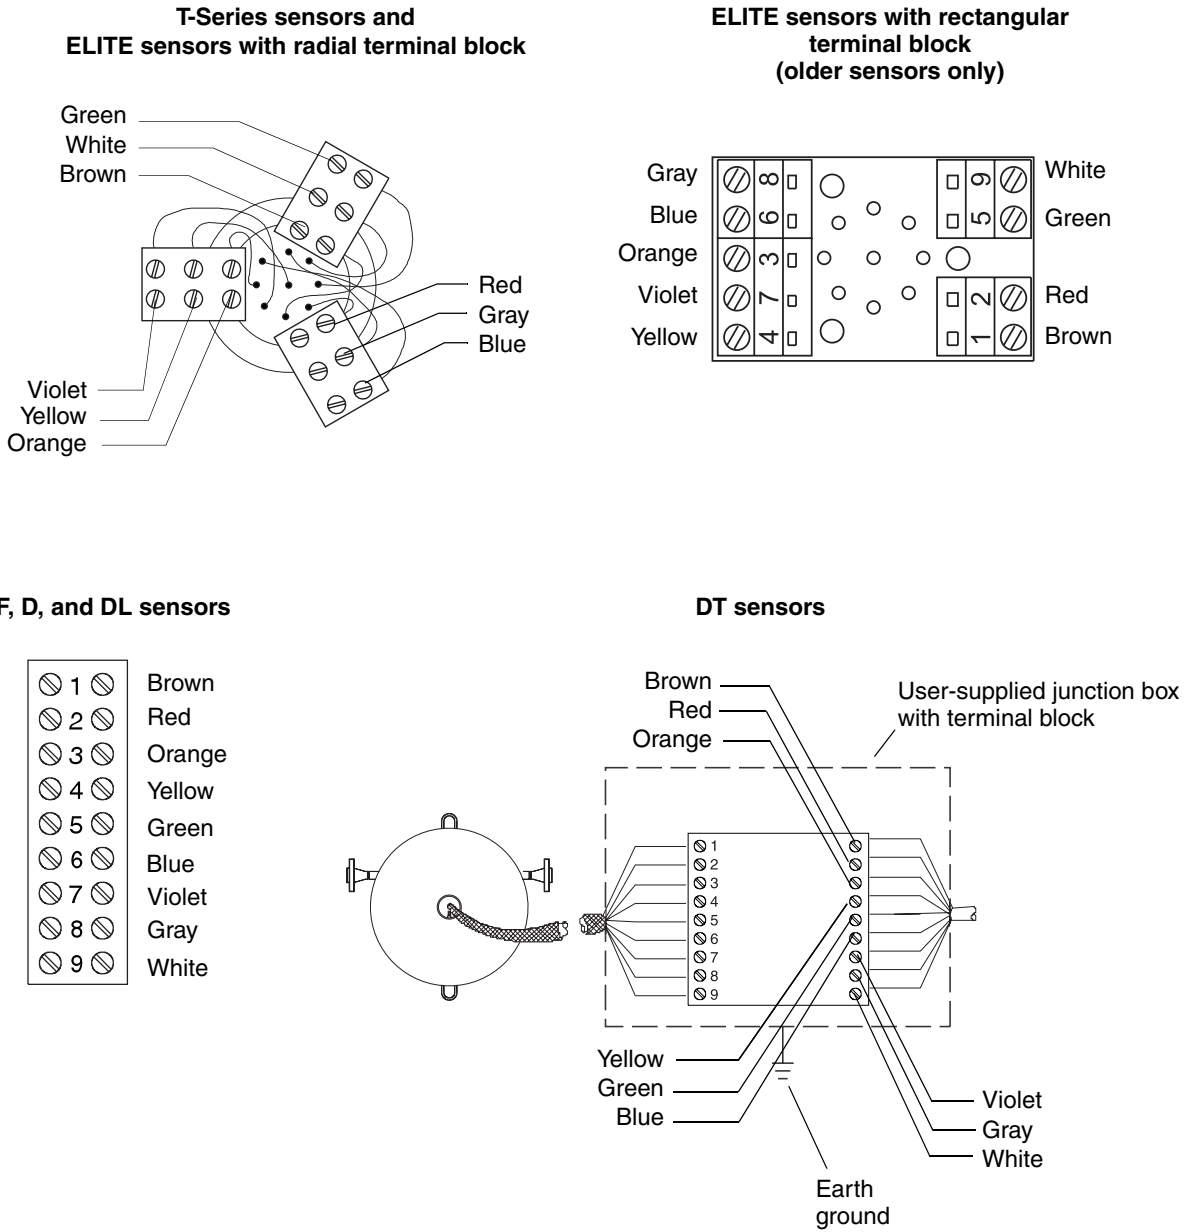 T-Series sensors and
ELITE sensors with radial terminal block
Green
White
Brown
Red
Gray
Blue
Violet
Yellow
Orange
ELITE sensors with rectangular
terminal block
(older sensors only)
Gray 8
Blue 6
Orange 3
Violet 7
Yellow 4
9 White
5 Green
2 Red
1 Brown
F, D, and DL sensors
1 Brown
2 Red
3 Orange
4 Yellow
5 Green
6 Blue
7 Violet
8 Gray
9 White
DT sensors
Brown
Red
Orange
User-supplied junction box
with terminal block
1
2
3
4
5
6
7
8
9
Yellow
Green
Blue
Violet
Gray
White
Earth
ground